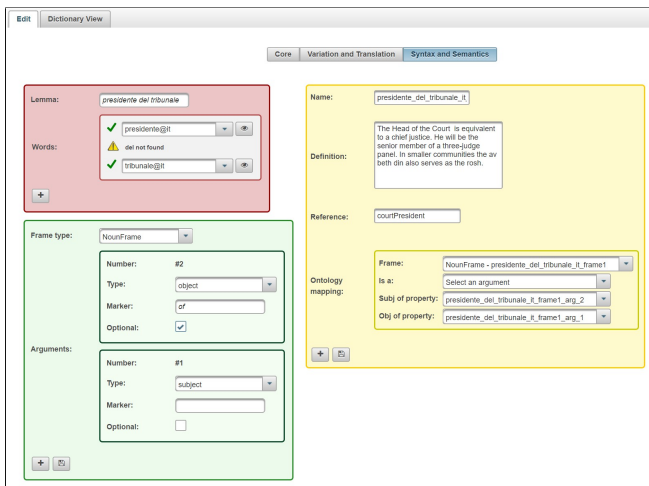 Edit Dictionary View
Core Variation and Translation Syntax and Semantics
Lemma: presidente del tribunale
Words:
presidente@it
del not found
tribunale@it
+
Frame type: NounFrame
Arguments:
Number: #2
Type: object
Marker: of
Optional:
Number: #1
Type: subject
Marker:
Optional:
+
Name: presidente_del_tribunale_it_
Definition:
The Head of the Court is equivalent
to a chief justice. He will be the
senior member of a three-judge
panel. In smaller communities the av
beth din also serves as the rosh.
Reference: courtPresident
Ontology
mapping:
Frame: NounFrame - presidente_del_tribunale_it_frame1
Is a: Select an argument
Subj of property: presidente_del_tribunale_it_frame1_arg_2
Obj of property: presidente_del_tribunale_it_frame1_arg_1
+